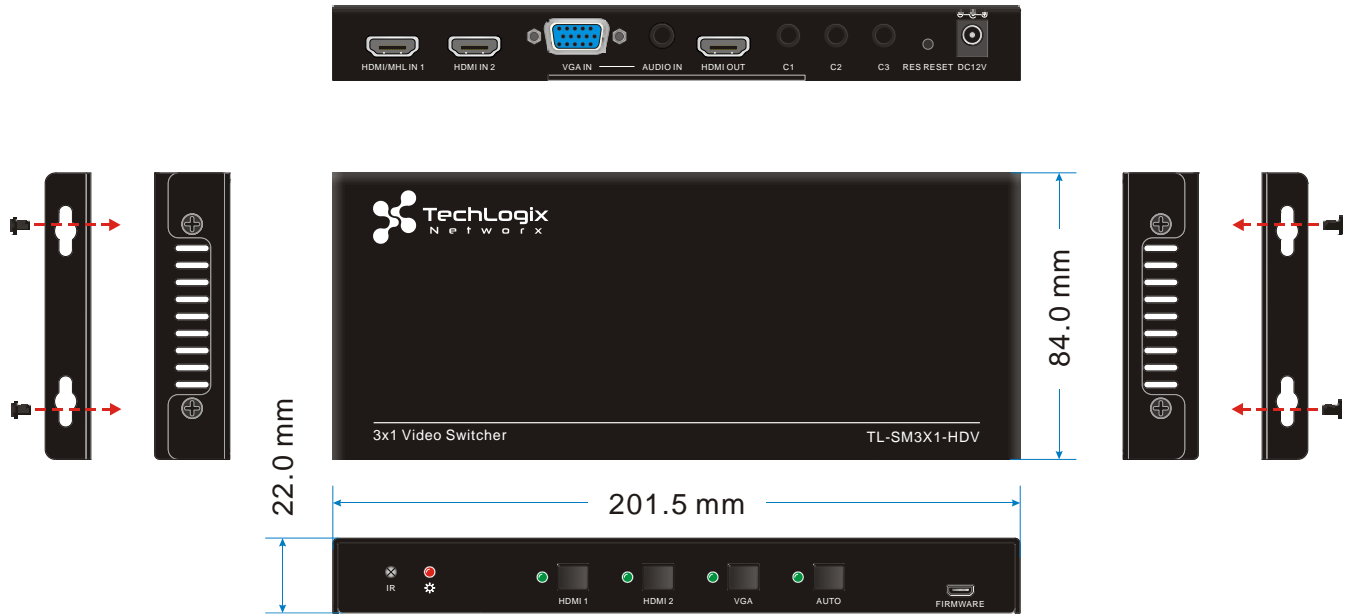 HDMI/MHL IN 1 HDMI IN 2 VGA IN AUDIO IN HDMI OUT C1 C2 C3 RES RESET DC12V
TechLogix
Networx
84.0 mm
3x1 Video Switcher TL-SM3X1-HDV
22.0 mm
201.5 mm
IR HDMI 1 HDMI 2 VGA AUTO FIRMWARE